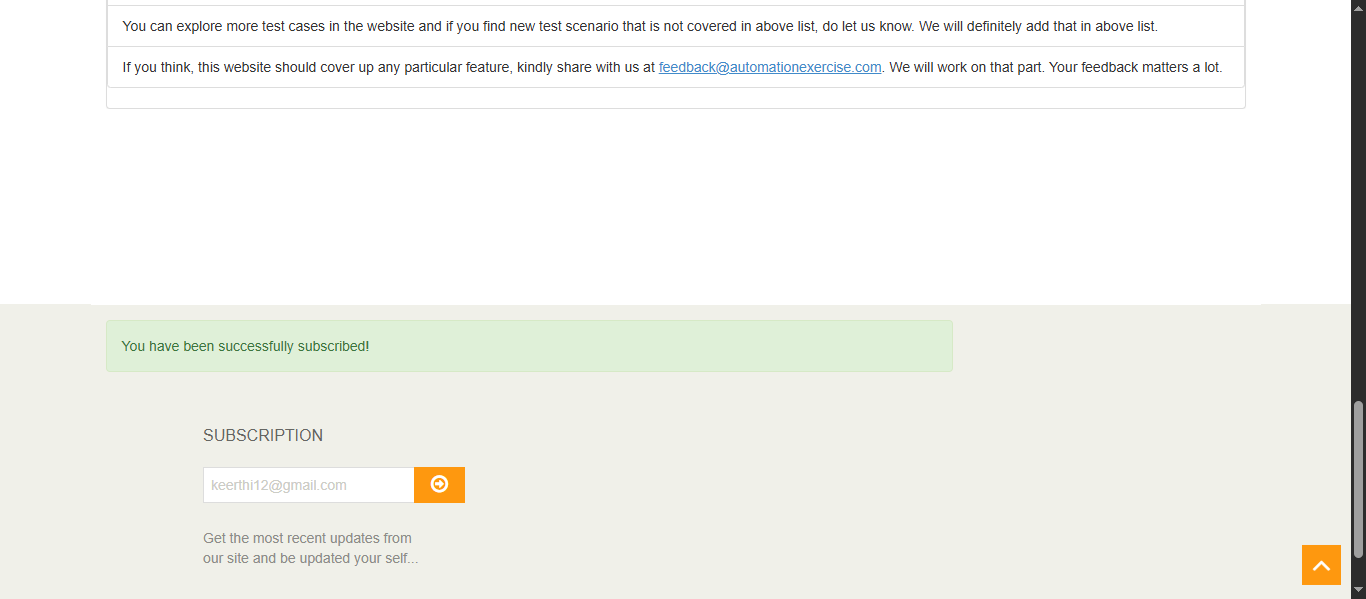 You can explore more test cases in the website and if you find new test scenario that is not covered in above list, do let us know. We will definitely add that in above list.
If you think, this website should cover up any particular feature, kindly share with us at feedback@automationexercise.com. We will work on that part. Your feedback matters a lot.
You have been successfully subscribed!
SUBSCRIPTION
keerthi12@gmail.com
Get the most recent updates from
our site and be updated your self...